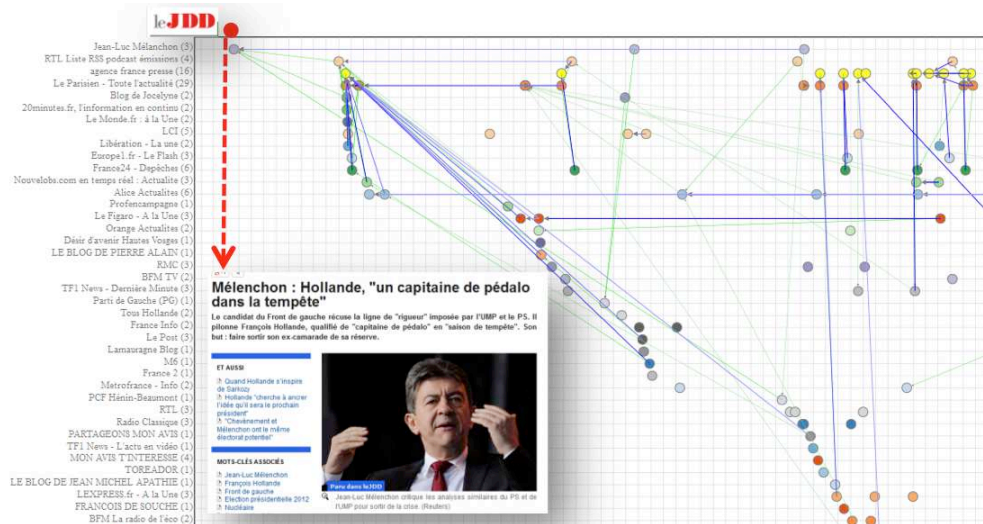 le JDD
Jean-Luc Mélanchon (3)
RTL Liste RSS podcast émissions (4)
agence france presse (16)
Le Parisien - Toute l'actualité (29)
Blog de Jocelyne (2)
20minutes.fr, l'information en continu (2)
Le Monde.fr : à la Une (2)
LCI (5)
Libération - La une (2)
Europe1.fr - Le Flash (3)
France24 - Depêches (6)
Nouvelobs.com en temps réel : Actualite (3)
Alice Actualites (6)
Profencampagne (1)
Le Figaro - A la Une (3)
Orange Actualites (2)
Désir d'avenir Hautes Vosges (1)
LE BLOG DE PIERRE ALAIN (1)
RMC (3)
BFM TV (2)
TF1 News - Dernière Minute (3)
Parti de Gauche (PG) (1)
Tous Hollande (2)
France Info (2)
Le Post (3)
Lamauragne Blog (1)
M6 (1)
France 2 (1)
Metrofrance - Info (2)
PCF Hénin-Beaumont (1)
RTL (3)
Radio Classique (3)
PARTAGEONS MON AVIS (1)
TF1 News - L'actu en vidéo (1)
MON AVIS T'INTERESSE (4)
TOREADOR (1)
LE BLOG DE JEAN MICHEL APATHIE (1)
LEXPRESS.fr - A la Une (3)
FRANCOIS DE SOUCHE (1)
BFM La radio de l'éco (2)
Mélenchon : Hollande, "un capitaine de pédalo
dans la tempête"
Le candidat du Front de gauche récuse la ligne de "rigueur" imposée par l'UMP et le PS. Il
pilonne François Hollande, qualifié de "capitaine de pédalo" en "saison de tempête". Son
but : faire sortir son ex-camarade de sa réserve.
ET AUSSI
Quand Hollande s'inspire
de Sarkozy
Hollande "cherche à ancrer
l'idée qu'il sera le prochain
président"
"Chevènement et
Mélenchon ont le même
électorat potentiel"
MOTS-CLÉS ASSOCIÉS
Jean-Luc Mélenchon
François Hollande
Front de gauche
Election présidentielle 2012
Nucléaire
Paru dans leJDD
Jean-Luc Mélenchon critique les analyses similaires du PS et de
l'UMP pour sortir de la crise. (Reuters)